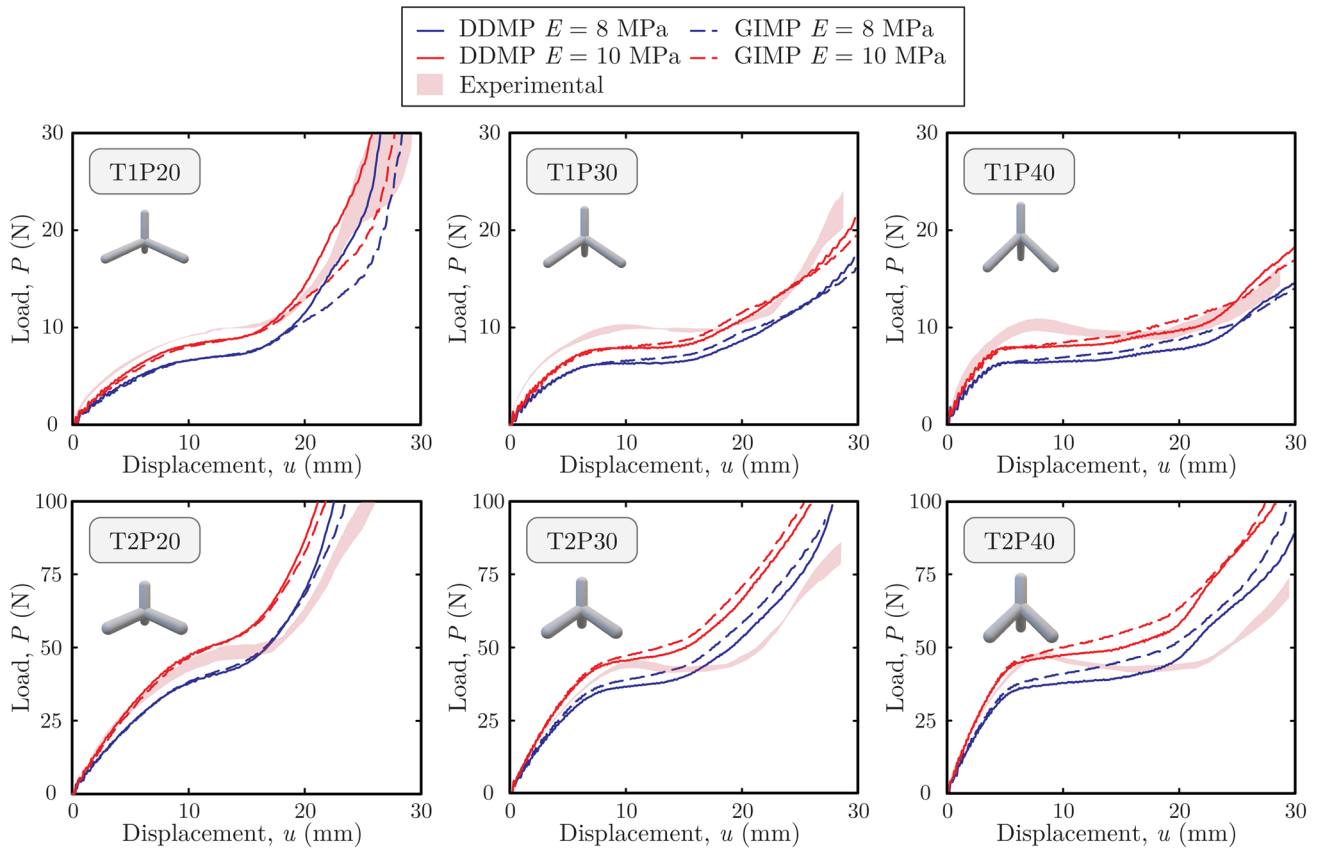 DDMP E = 8 MPa
GIMP E = 8 MPa
DDMP E = 10 MPa
GIMP E = 10 MPa
Experimental
30
20
10
0
Load, P (N)
T1P20
0 10 20 30
Displacement, u (mm)
30
20
10
0
Load, P (N)
T1P30
0 10 20 30
Displacement, u (mm)
30
20
10
0
Load, P (N)
T1P40
0 10 20 30
Displacement, u (mm)
100
75
50
25
0
Load, P (N)
T2P20
0 10 20 30
Displacement, u (mm)
100
75
50
25
0
Load, P (N)
T2P30
0 10 20 30
Displacement, u (mm)
100
75
50
25
0
Load, P (N)
T2P40
0 10 20 30
Displacement, u (mm)